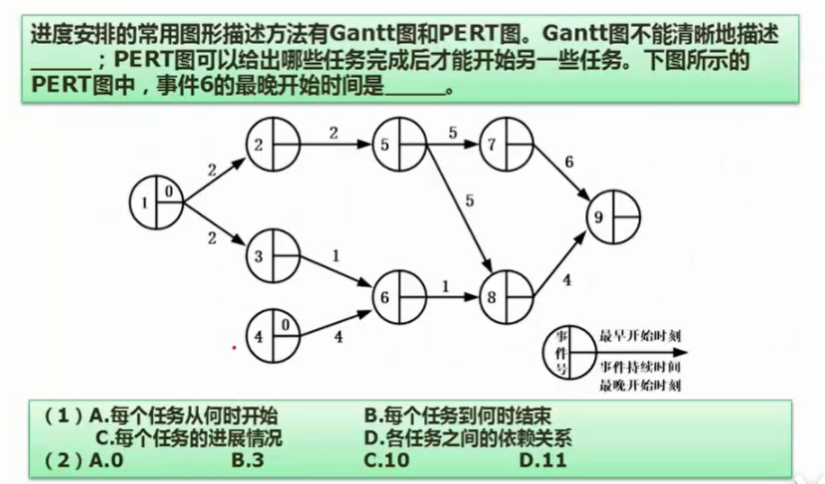 进度安排的常用图形描述方法有Gantt图和PERT图。Gantt图不能清晰地描述
______；PERT图可以给出哪些任务完成后才能开始另一些任务。下图所示的
PERT图中，事件6的最晚开始时间是______。
2 2 5 5 7
1 0 2 6
5 9
2
3 1
6 1 8 4
4 0 4
事件号
最早开始时刻
事件持续时间
最晚开始时刻
（1）A.每个任务从何时开始 B.每个任务到何时结束
C.每个任务的进展情况 D.各任务之间的依赖关系
（2）A.0 B.3 C.10 D.11